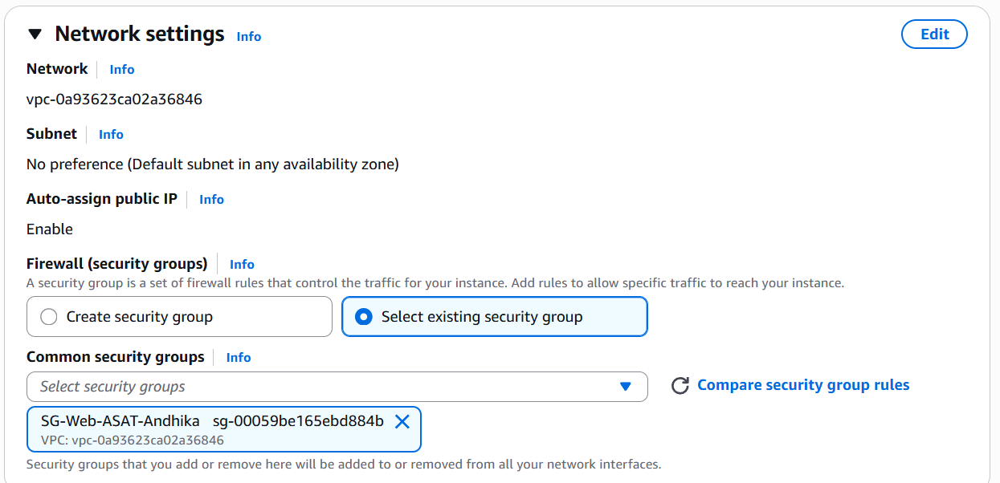 Network settings Info
Edit
Network Info
vpc-0a93623ca02a36846
Subnet Info
No preference (Default subnet in any availability zone)
Auto-assign public IP Info
Enable
Firewall (security groups) Info
A security group is a set of firewall rules that control the traffic for your instance. Add rules to allow specific traffic to reach your instance.
Create security group
Select existing security group
Common security groups Info
Select security groups
Compare security group rules
SG-Web-ASAT-Andhika sg-00059be165ebd884b
VPC: vpc-0a93623ca02a36846
Security groups that you add or remove here will be added to or removed from all your network interfaces.